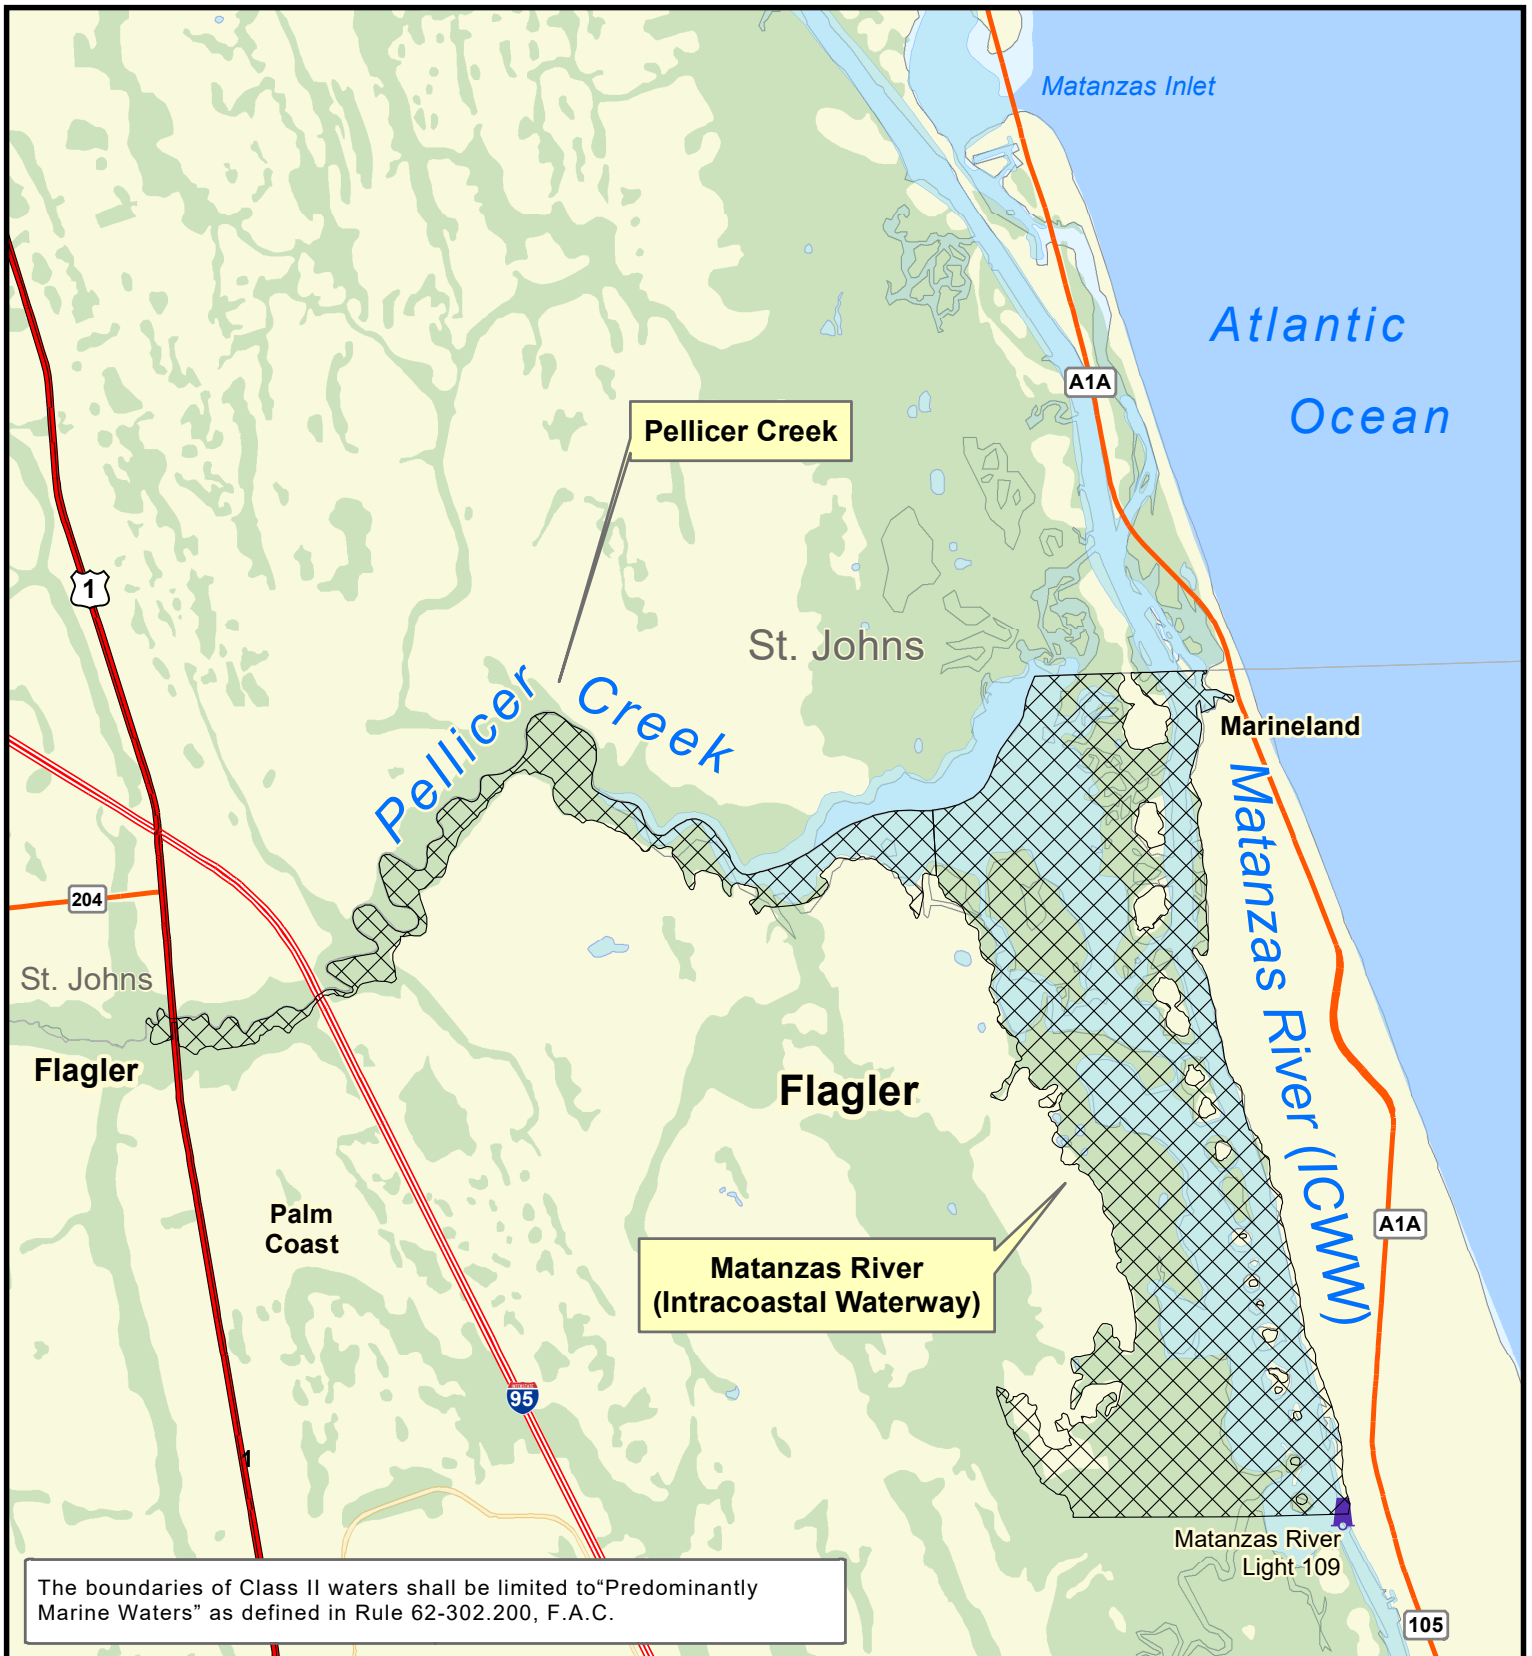 Matanzas Inlet
Atlantic
Ocean
A1A
Pellicer Creek
1
St. Johns
Pellicer Creek
Marineland
Matanzas River (ICWW)
204
St. Johns
Flagler
Flagler
Palm
Coast
A1A
Matanzas River
(Intracoastal Waterway)
95
1
Matanzas River
Light 109
The boundaries of Class II waters shall be limited to“Predominantly
Marine Waters” as defined in Rule 62-302.200, F.A.C.
105